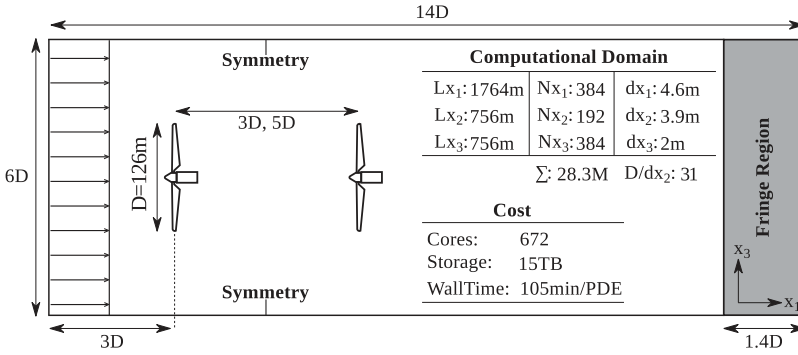 14D
Symmetry
Computational Domain
Lx₁: 1764m Nx₁: 384 dx₁: 4.6m
Lx₂: 756m Nx₂: 192 dx₂: 3.9m
Lx₃: 756m Nx₃: 384 dx₃: 2m
∑: 28.3M D/dx₂: 31
3D, 5D
D=126m
6D
Cost
Cores: 672
Storage: 15TB
WallTime: 105min/PDE
Symmetry
Fringe Region
x₃
x₁
3D
1.4D